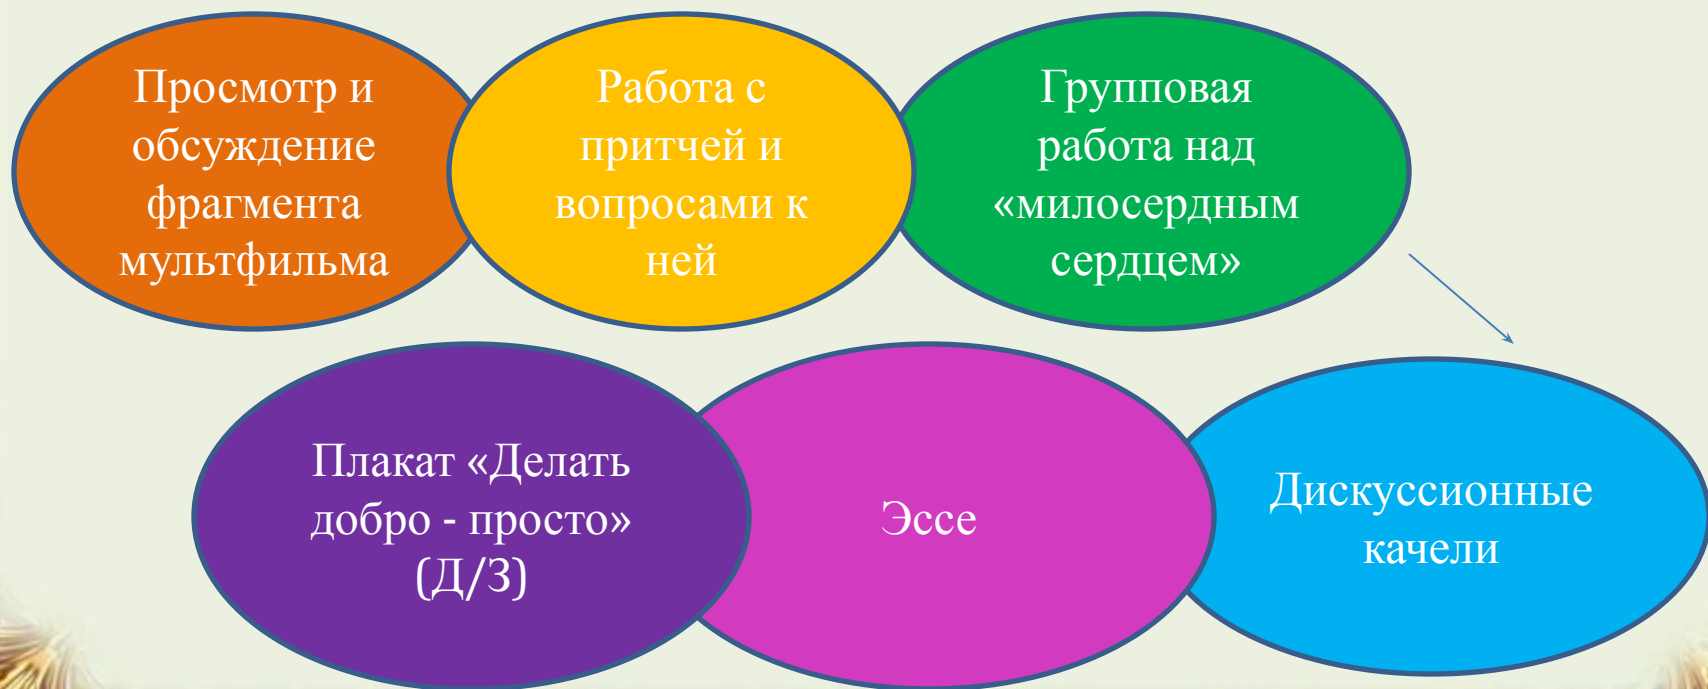 Просмотр и
обсуждение
фрагмента
мультфильма
Работа с
притчей и
вопросами к
ней
Групповая
работа над
«милосердным
сердцем»
Плакат «Делать
добро - просто»
(Д/З)
Эссе
Дискуссионные
качели